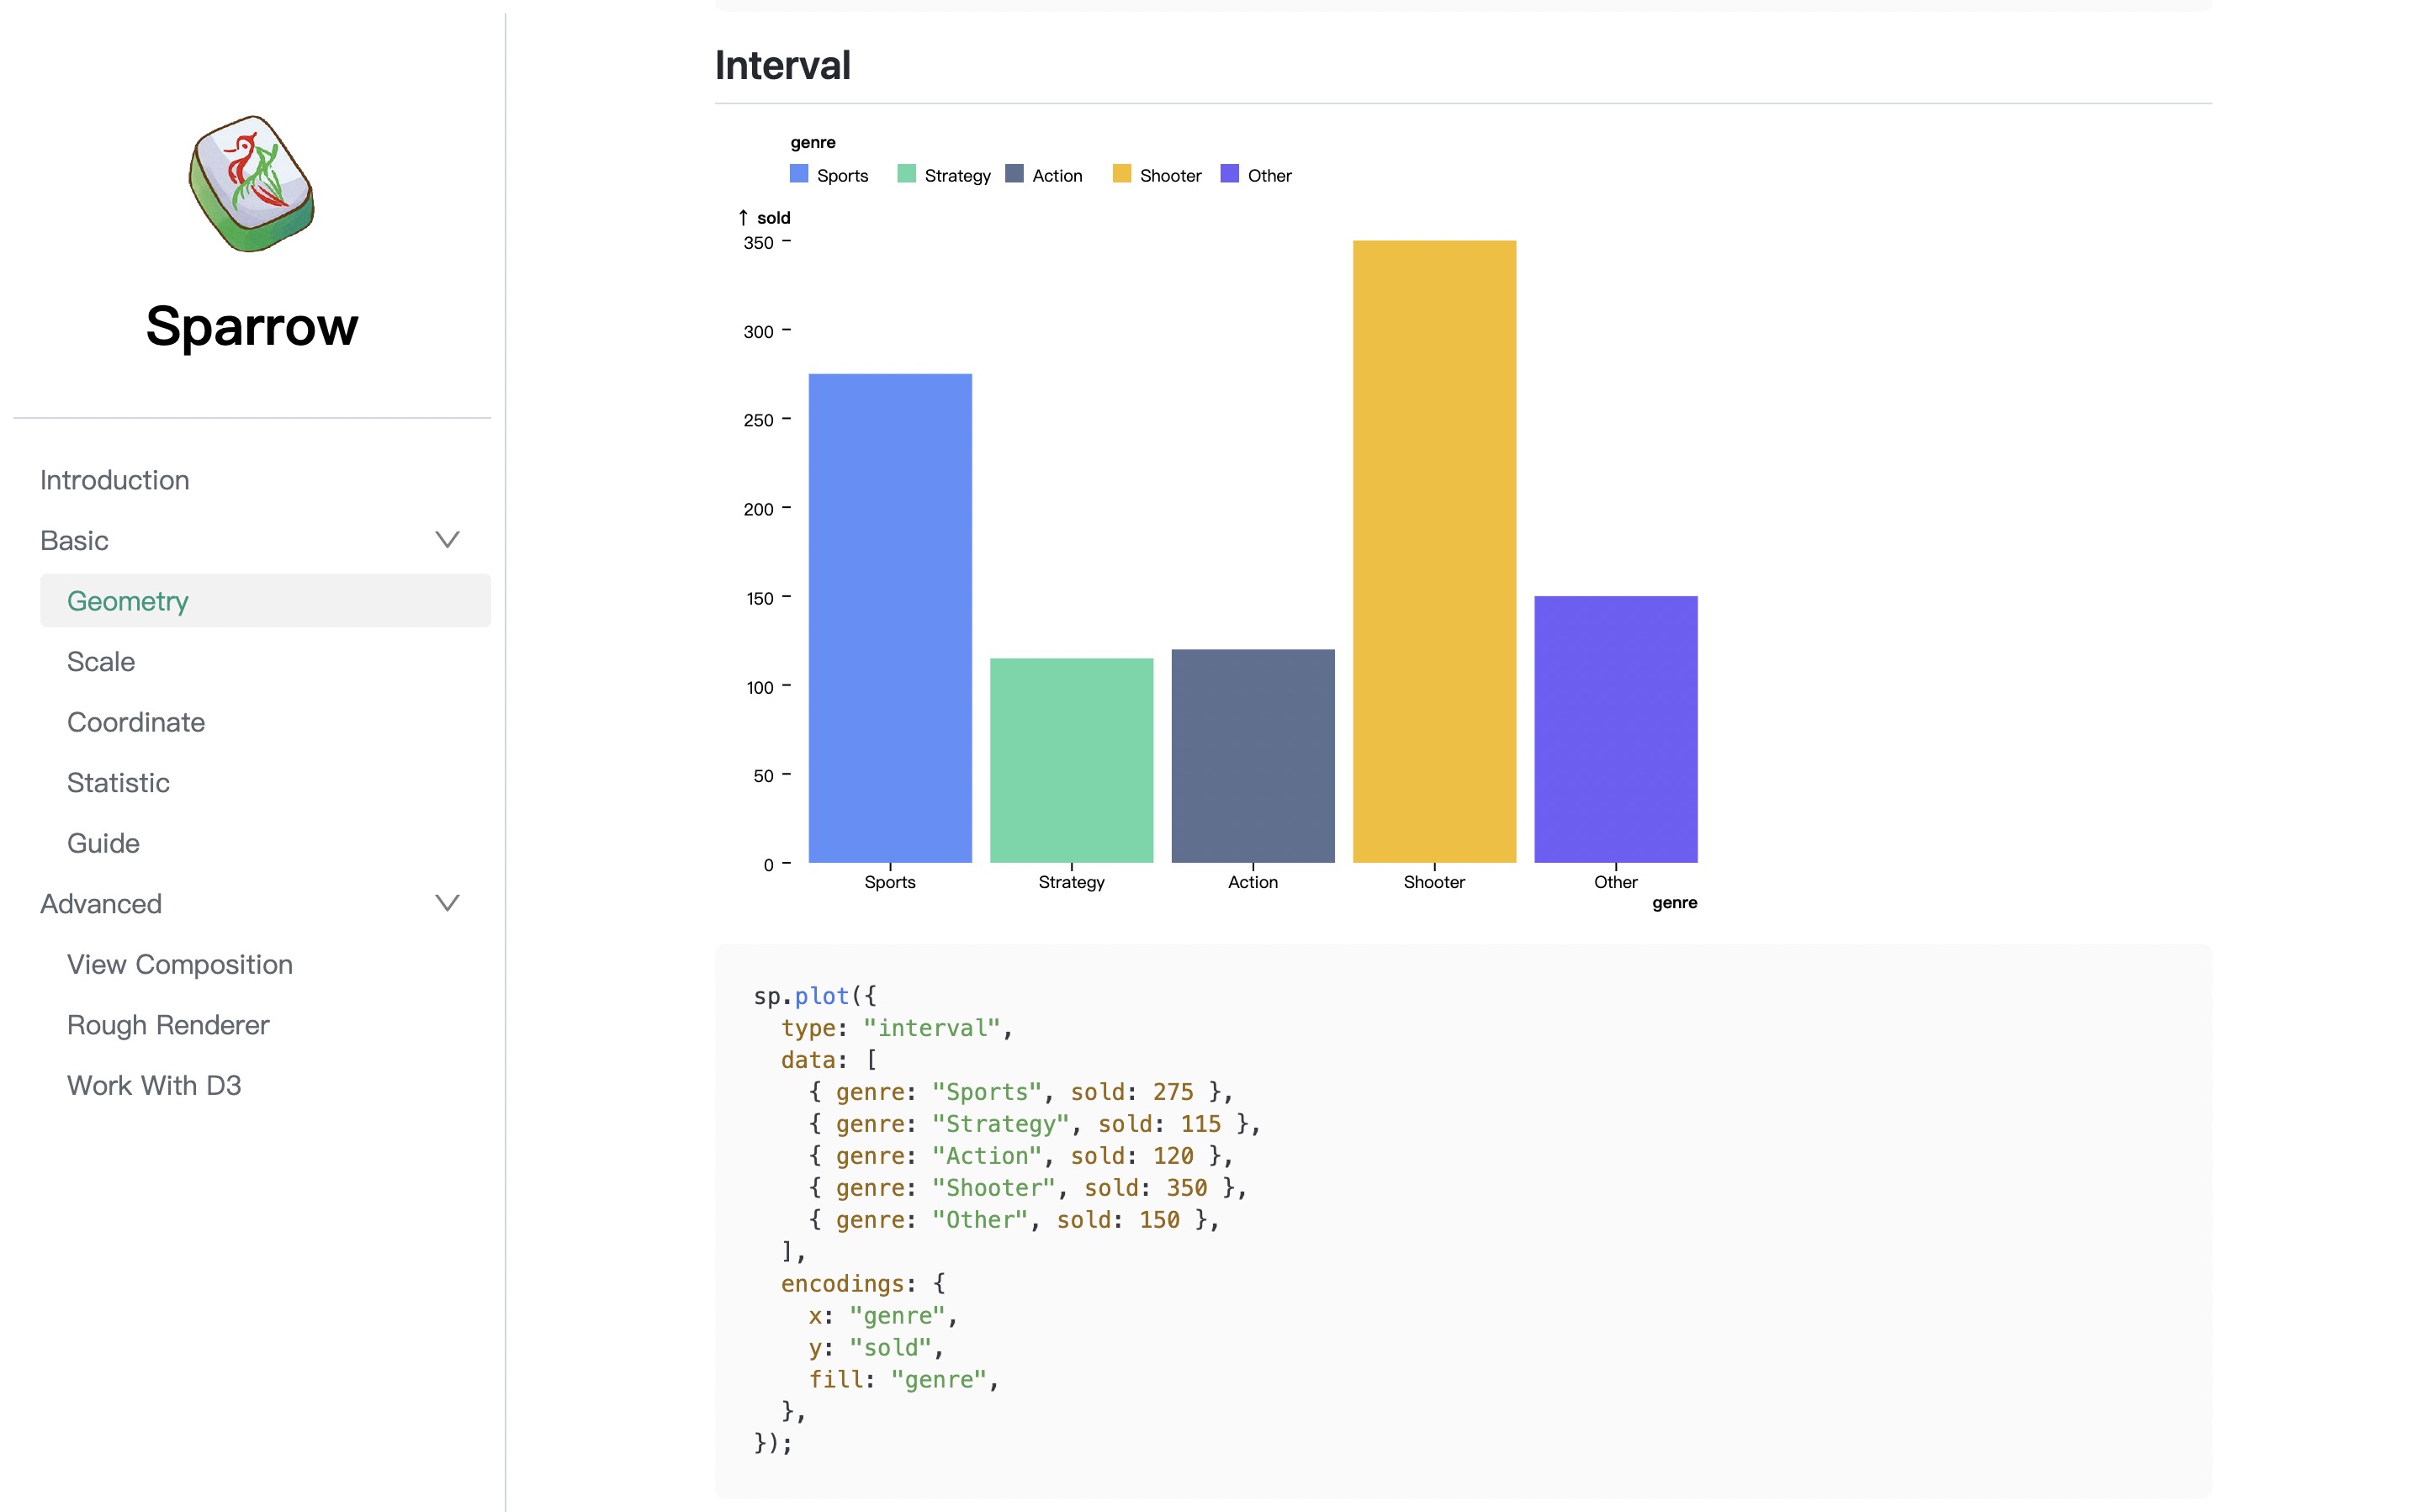 Sparrow
Introduction
Basic
Geometry
Scale
Coordinate
Statistic
Guide
Advanced
View Composition
Rough Renderer
Work With D3
Interval
genre
Sports Strategy Action Shooter Other
↑ sold
350
300
250
200
150
100
50
0
Sports Strategy Action Shooter Other
genre
sp.plot({
  type: "interval",
  data: [
    { genre: "Sports", sold: 275 },
    { genre: "Strategy", sold: 115 },
    { genre: "Action", sold: 120 },
    { genre: "Shooter", sold: 350 },
    { genre: "Other", sold: 150 },
  ],
  encodings: {
    x: "genre",
    y: "sold",
    fill: "genre",
  },
});